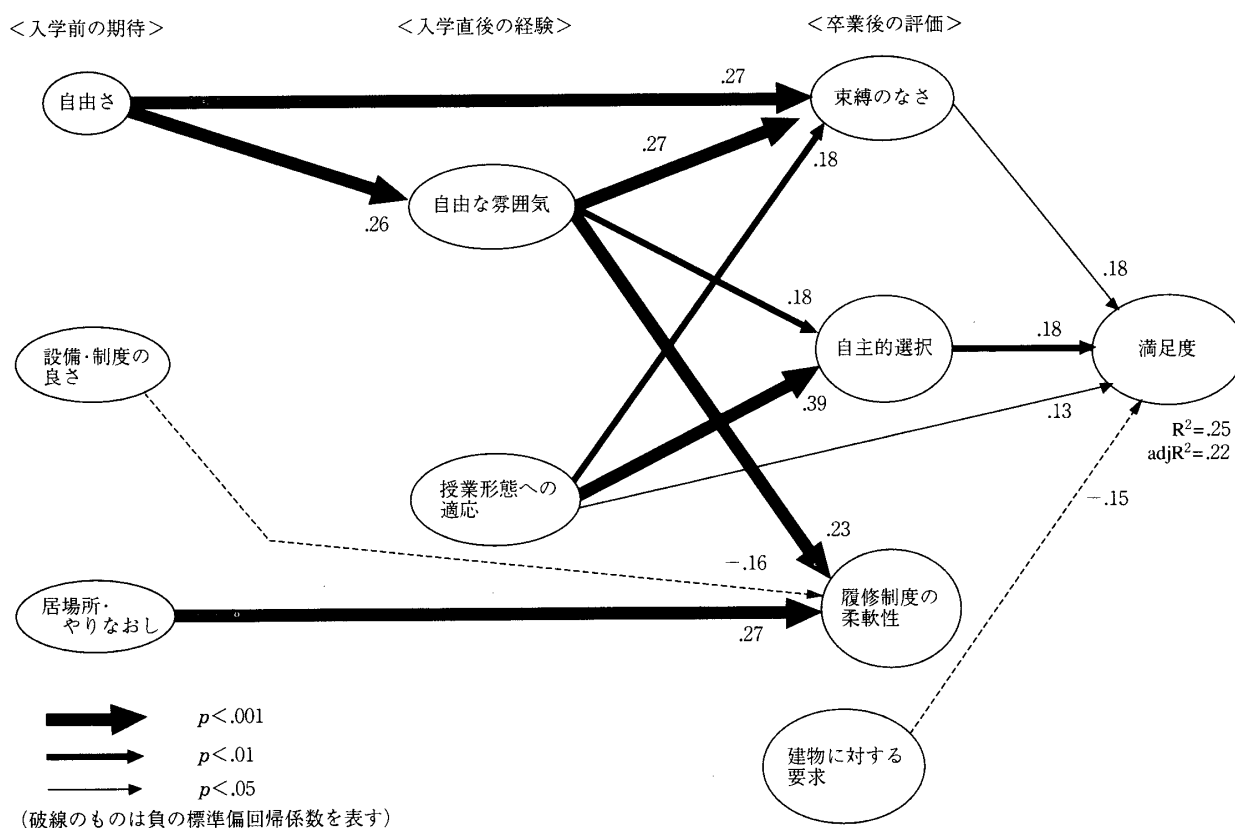 ＜入学前の期待＞
＜入学直後の経験＞
＜卒業後の評価＞
自由さ
.27
束縛のなさ
.27
.18
.26
自由な雰囲気
.18
.18
設備·制度の
良さ
自主的選択
.18
満足度
.39
.13
R²=.25
adjR²=.22
授業形態への
適応
−.15
.23
−.16
居場所·
やりなおし
.27
履修制度の
柔軟性
p＜.001
p＜.01
p＜.05
建物に対する
要求
(破線のものは負の標準偏回帰係数を表す)